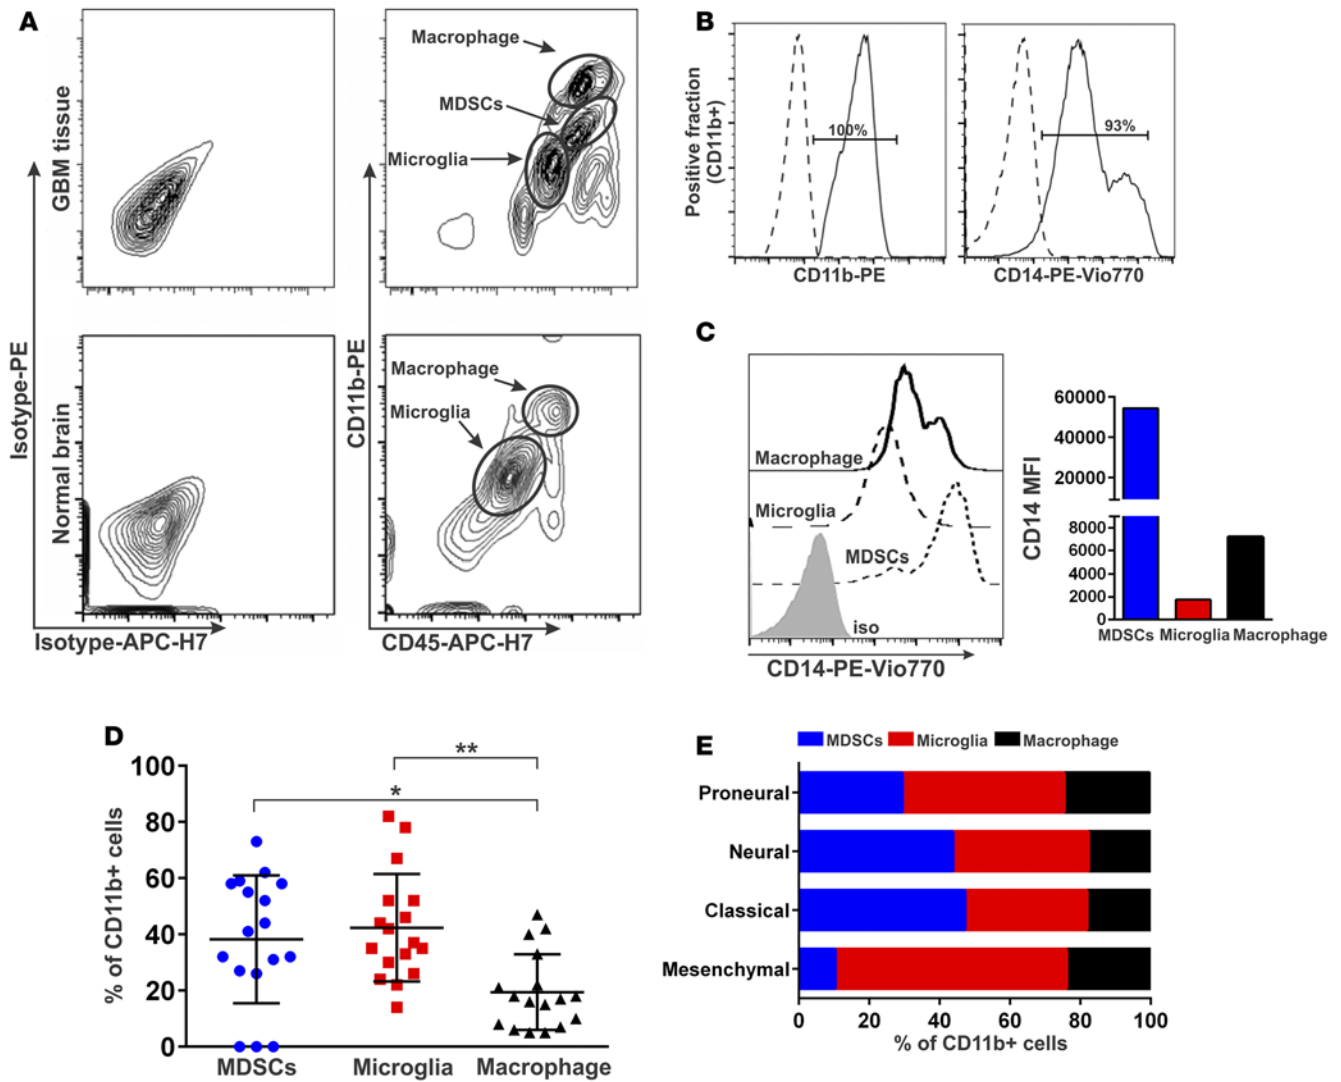 A
GBM tissue
Normal brain
Isotype-PE
Isotype-APC-H7
Macrophage
MDSCs
Microglia
Macrophage
Microglia
CD11b-PE
CD45-APC-H7
B
Positive fraction
(CD11b+)
100%
CD11b-PE
93%
CD14-PE-Vio770
C
Macrophage
Microglia
MDSCs
iso
CD14-PE-Vio770
CD14 MFI
60000
40000
20000
8000
6000
4000
2000
0
MDSCs Microglia Macrophage
D
% of CD11b+ cells
100
80
60
40
20
0
**
*
MDSCs Microglia Macrophage
E
MDSCs Microglia Macrophage
Proneural
Neural
Classical
Mesenchymal
0 20 40 60 80 100
% of CD11b+ cells